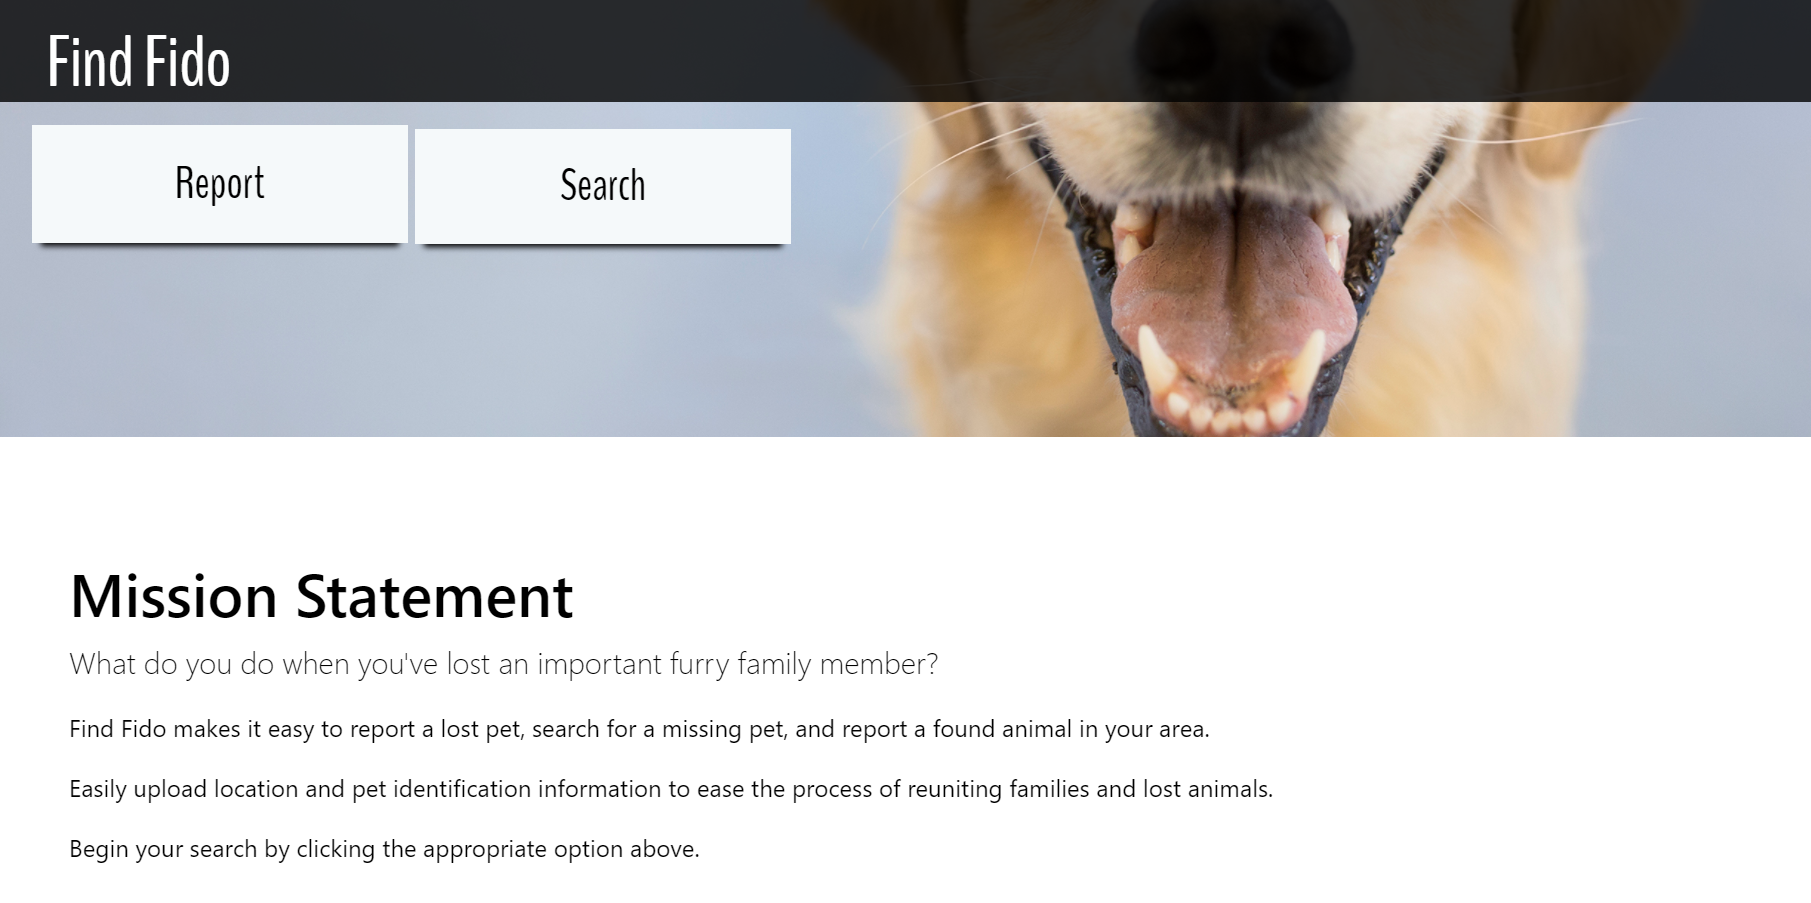 Find Fido
Report
Search
Mission Statement
What do you do when you've lost an important furry family member?
Find Fido makes it easy to report a lost pet, search for a missing pet, and report a found animal in your area.
Easily upload location and pet identification information to ease the process of reuniting families and lost animals.
Begin your search by clicking the appropriate option above.